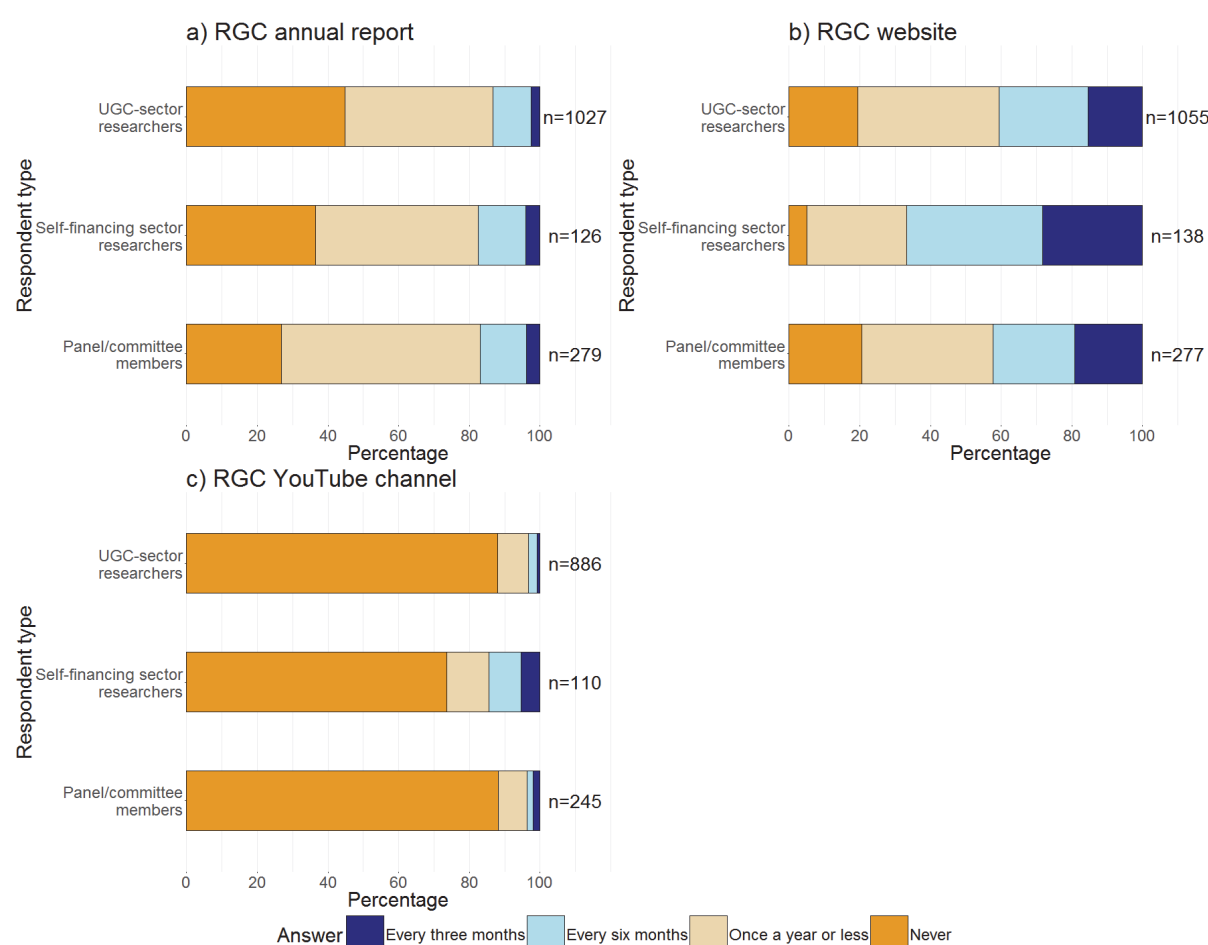 a) RGC annual report
Respondent type
UGC-sector
researchers
n=1027
Self-financing sector
researchers
n=126
Panel/committee
members
n=279
0 20 40 60 80 100
Percentage
b) RGC website
Respondent type
UGC-sector
researchers
n=1055
Self-financing sector
researchers
n=138
Panel/committee
members
n=277
0 20 40 60 80 100
Percentage
c) RGC YouTube channel
Respondent type
UGC-sector
researchers
n=886
Self-financing sector
researchers
n=110
Panel/committee
members
n=245
0 20 40 60 80 100
Percentage
Answer Every three months Every six months Once a year or less Never